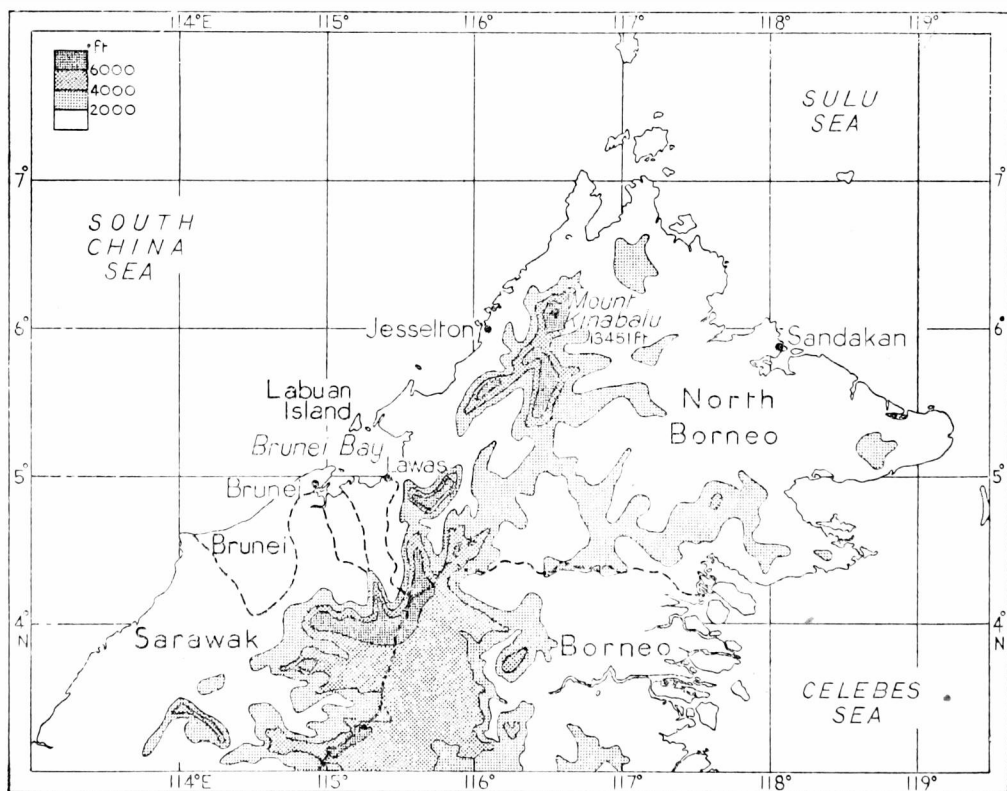 114°E 115° 116° 117° 118° 119°
ft
6000
4000
2000
SULU
SEA
7° 7°
SOUTH
CHINA
SEA
Mount
Kinabalu
13451ft
6° 6°
Jesselton
Sandakan
Labuan
Island
North
Borneo
Brunei Bay
Lawas
5° 5°
Brunei
Brunei
4° 4°
N N
Sarawak
Borneo
CELEBES
SEA
114°E 115° 116° 117° 118° 119°